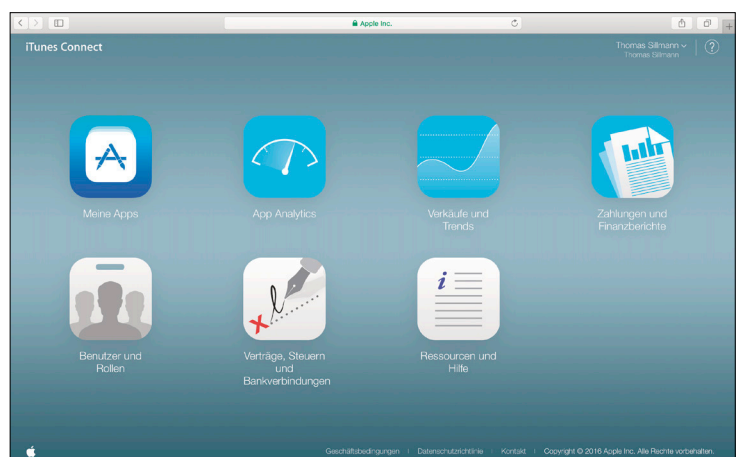 Apple Inc.
iTunes Connect
Thomas Sillmann
Thomas Sillmann
?
Meine Apps
App Analytics
Verkäufe und
Trends
Zahlungen und
Finanzberichte
Benutzer und
Rollen
Verträge, Steuern
und
Bankverbindungen
i
Ressourcen und
Hilfe
Geschäftsbedingungen | Datenschutzrichtlinie | Kontakt | Copyright © 2016 Apple Inc. Alle Rechte vorbehalten.